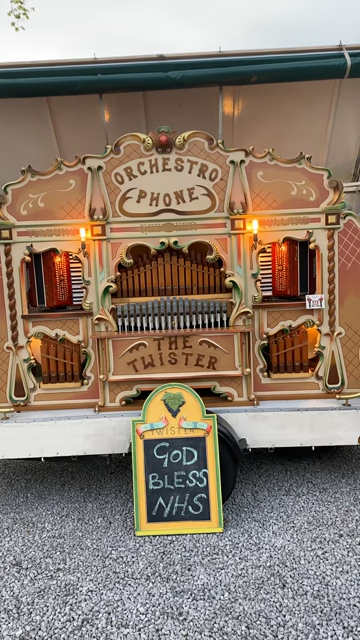 ORCHESTRO
PHONE
THE
TWISTER
TWISTER
GOD
BLESS
NHS